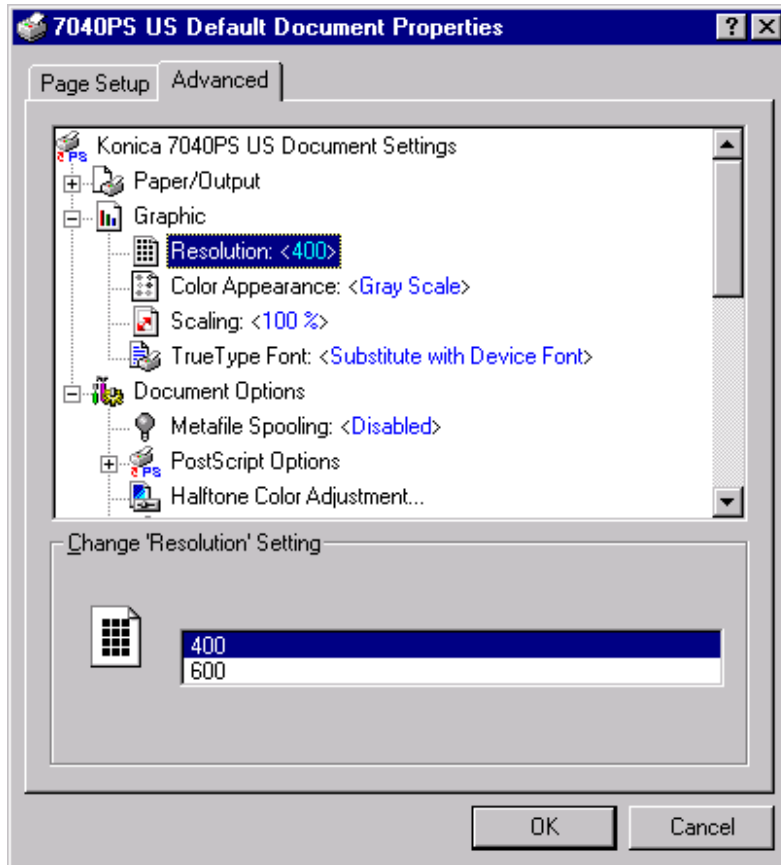 7040PS US Default Document Properties
Page Setup
Advanced
PS Konica 7040PS US Document Settings
Paper/Output
Graphic
Resolution: <400>
Color Appearance: <Gray Scale>
Scaling: <100 %>
TrueType Font: <Substitute with Device Font>
Document Options
Metafile Spooling: <Disabled>
PS PostScript Options
Halftone Color Adjustment...
Change 'Resolution' Setting
400
600
OK
Cancel